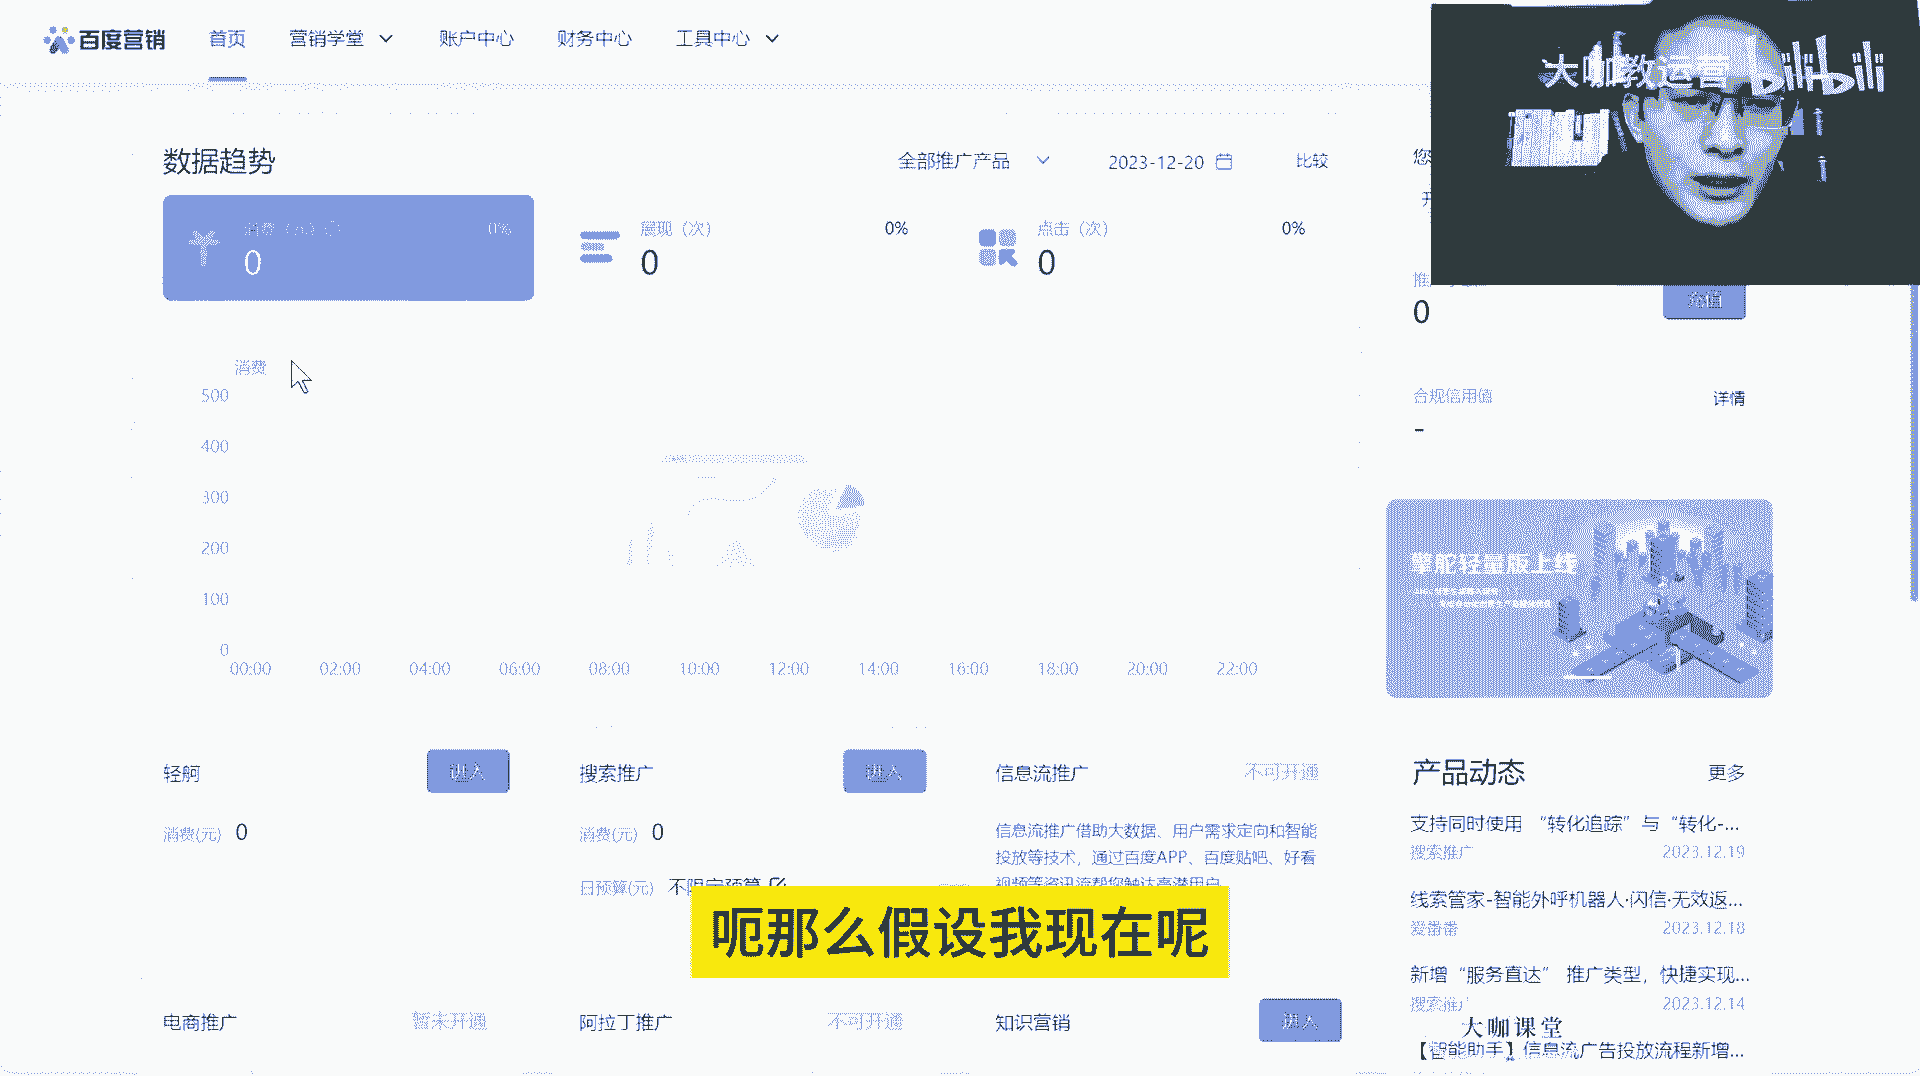 百度营销
首页
营销学堂
账户中心
财务中心
工具中心
大咖教运营 bilibili
数据趋势
全部推广产品
2023-12-20
比较
您
消费（元）
0%
0
展现（次）
0%
0
点击（次）
0%
0
推
0
充值
消费
500
400
300
200
100
0
00:00
02:00
04:00
06:00
08:00
10:00
12:00
14:00
16:00
18:00
20:00
22:00
合规信用值
详情
-
擎舵轻量版上线
轻舸
进入
消费(元) 0
搜索推广
进入
消费(元) 0
日预算(元) 不限定预算
信息流推广
不可开通
信息流推广借助大数据、用户需求定向和智能
投放等技术，通过百度APP、百度贴吧、好看
视频等资讯流帮您触达高潜用户
呃那么假设我现在呢
电商推广
暂未开通
阿拉丁推广
不可开通
知识营销
进入
产品动态
更多
支持同时使用 “转化追踪” 与 “转化-...
搜索推广
2023.12.19
线索管家-智能外呼机器人·闪信·无效返...
爱番番
2023.12.18
新增 “服务直达” 推广类型，快捷实现...
搜索推广
2023.12.14
大咖课堂
【智能助手】信息流广告投放流程新增...